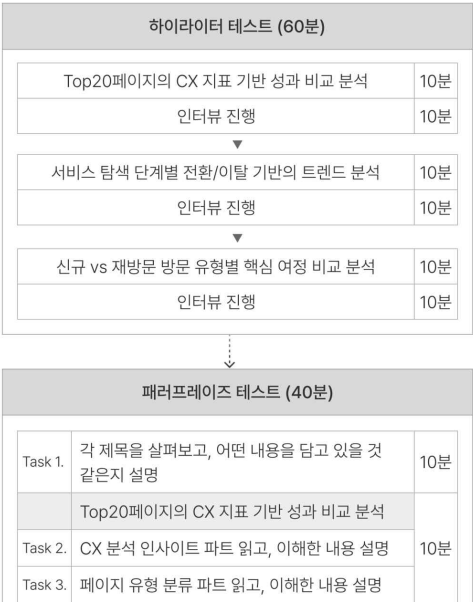 하이라이터 테스트 (60분)
Top20페이지의 CX 지표 기반 성과 비교 분석 10분
인터뷰 진행 10분
▼
서비스 탐색 단계별 전환/이탈 기반의 트렌드 분석 10분
인터뷰 진행 10분
▼
신규 vs 재방문 방문 유형별 핵심 여정 비교 분석 10분
인터뷰 진행 10분
패러프레이즈 테스트 (40분)
Task 1. 각 제목을 살펴보고, 어떤 내용을 담고 있을 것
같은지 설명 10분
Top20페이지의 CX 지표 기반 성과 비교 분석
Task 2. CX 분석 인사이트 파트 읽고, 이해한 내용 설명 10분
Task 3. 페이지 유형 분류 파트 읽고, 이해한 내용 설명